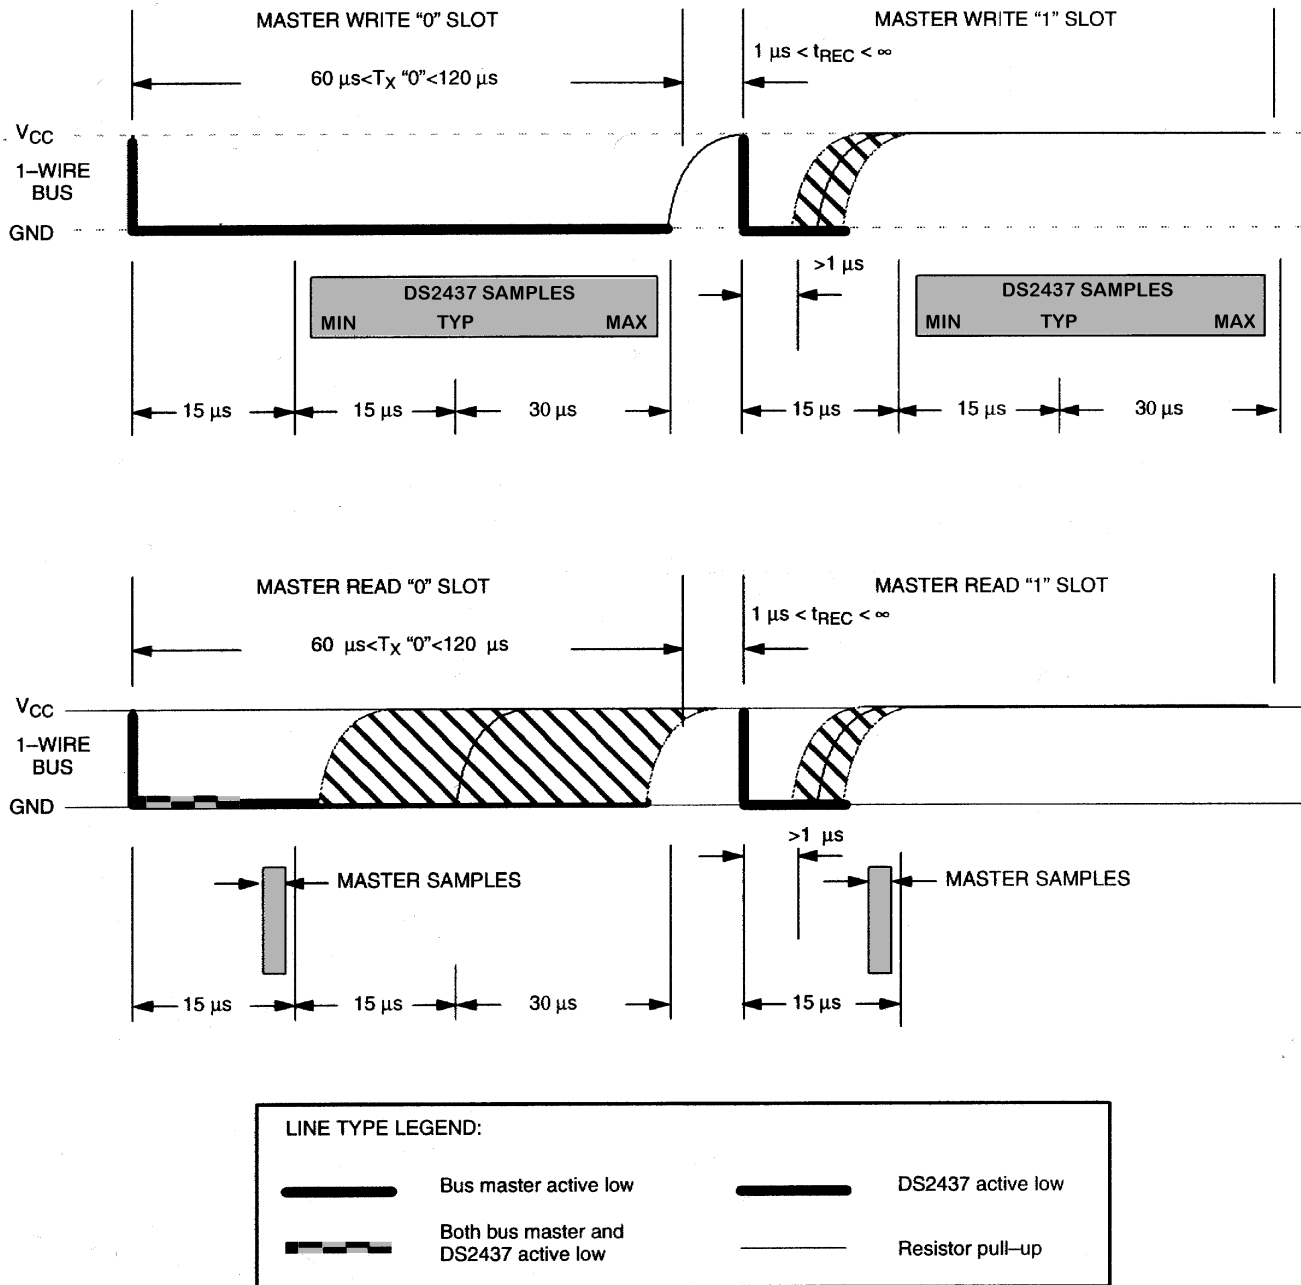 MASTER WRITE “0” SLOT
MASTER WRITE “1” SLOT
60 µs<TX “0”<120 µs
1 µs < tREC < ∞
VCC
1–WIRE
BUS
GND
>1 µs
DS2437 SAMPLES
MIN TYP MAX
DS2437 SAMPLES
MIN TYP MAX
15 µs
15 µs
30 µs
15 µs
15 µs
30 µs
MASTER READ “0” SLOT
MASTER READ “1” SLOT
60 µs<TX “0”<120 µs
1 µs < tREC < ∞
VCC
1–WIRE
BUS
GND
>1 µs
MASTER SAMPLES
MASTER SAMPLES
15 µs
15 µs
30 µs
15 µs
LINE TYPE LEGEND:
Bus master active low
DS2437 active low
Both bus master and
DS2437 active low
Resistor pull–up